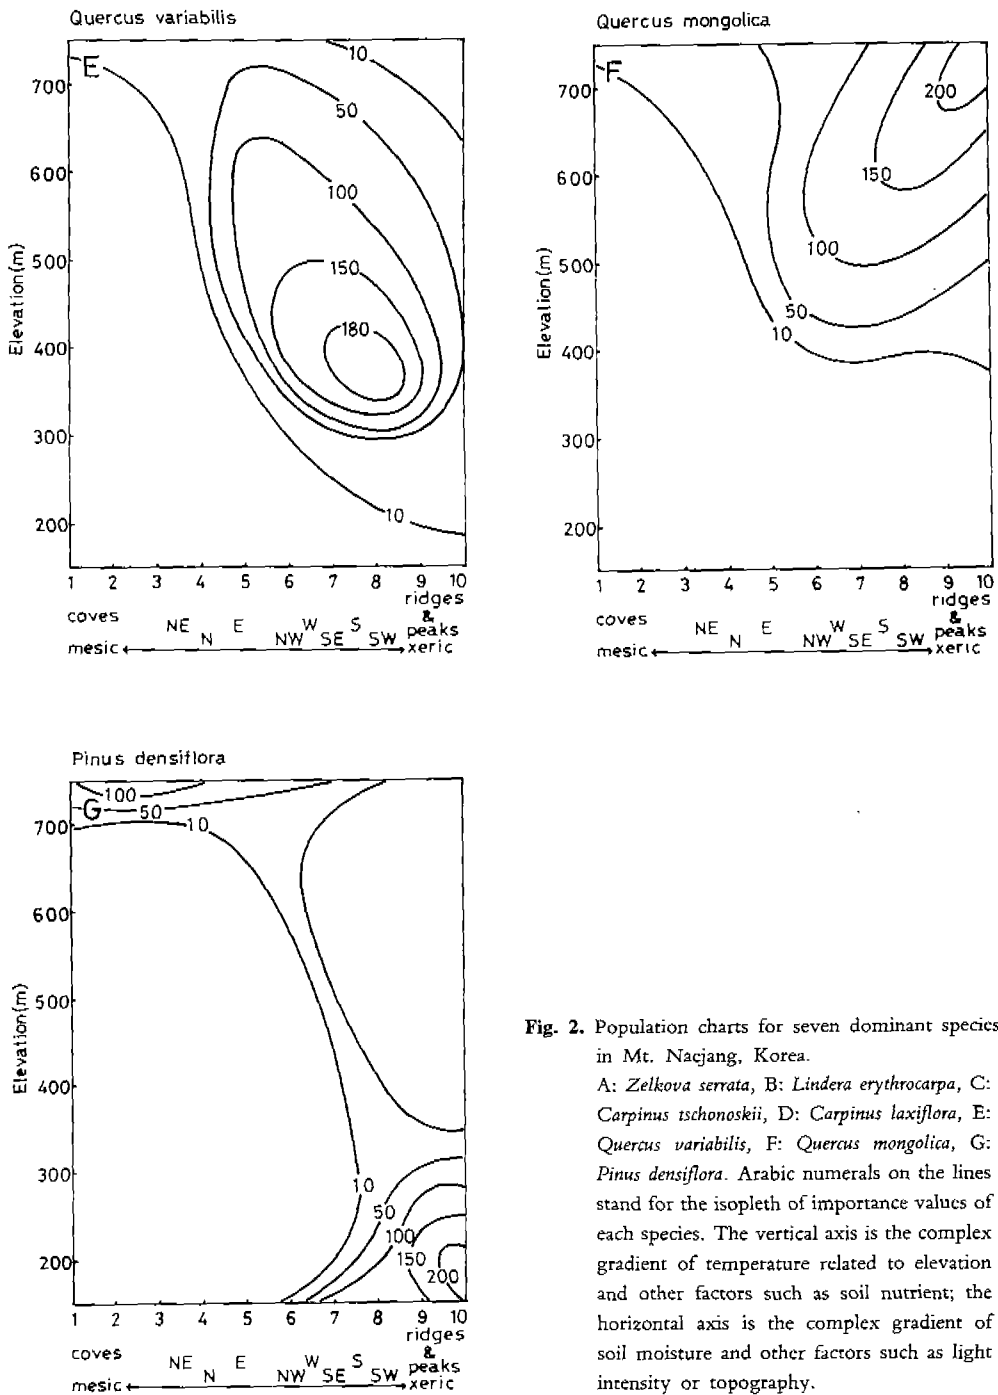 Quercus variabilis
E
10
50
100
150
180
10
700
600
500
400
300
200
Elevation(m)
1 2 3 4 5 6 7 8 9 10
coves NE N E NW W SE S SW ridges & peaks
mesic xeric
Quercus mongolica
F
200
150
100
50
10
700
600
500
400
300
200
Elevation(m)
1 2 3 4 5 6 7 8 9 10
coves NE N E NW W SE S SW ridges & peaks
mesic xeric
Pinus densiflora
G
100
50
10
10
50
100
150
200
700
600
500
400
300
200
Elevation(m)
1 2 3 4 5 6 7 8 9 10
coves NE N E NW W SE S SW ridges & peaks
mesic xeric
Fig. 2. Population charts for seven dominant species
in Mt. Naejang, Korea.
A: Zelkova serrata, B: Lindera erythrocarpa, C:
Carpinus tschonoskii, D: Carpinus laxiflora, E:
Quercus variabilis, F: Quercus mongolica, G:
Pinus densiflora. Arabic numerals on the lines
stand for the isopleth of importance values of
each species. The vertical axis is the complex
gradient of temperature related to elevation
and other factors such as soil nutrient; the
horizontal axis is the complex gradient of
soil moisture and other factors such as light
intensity or topography.